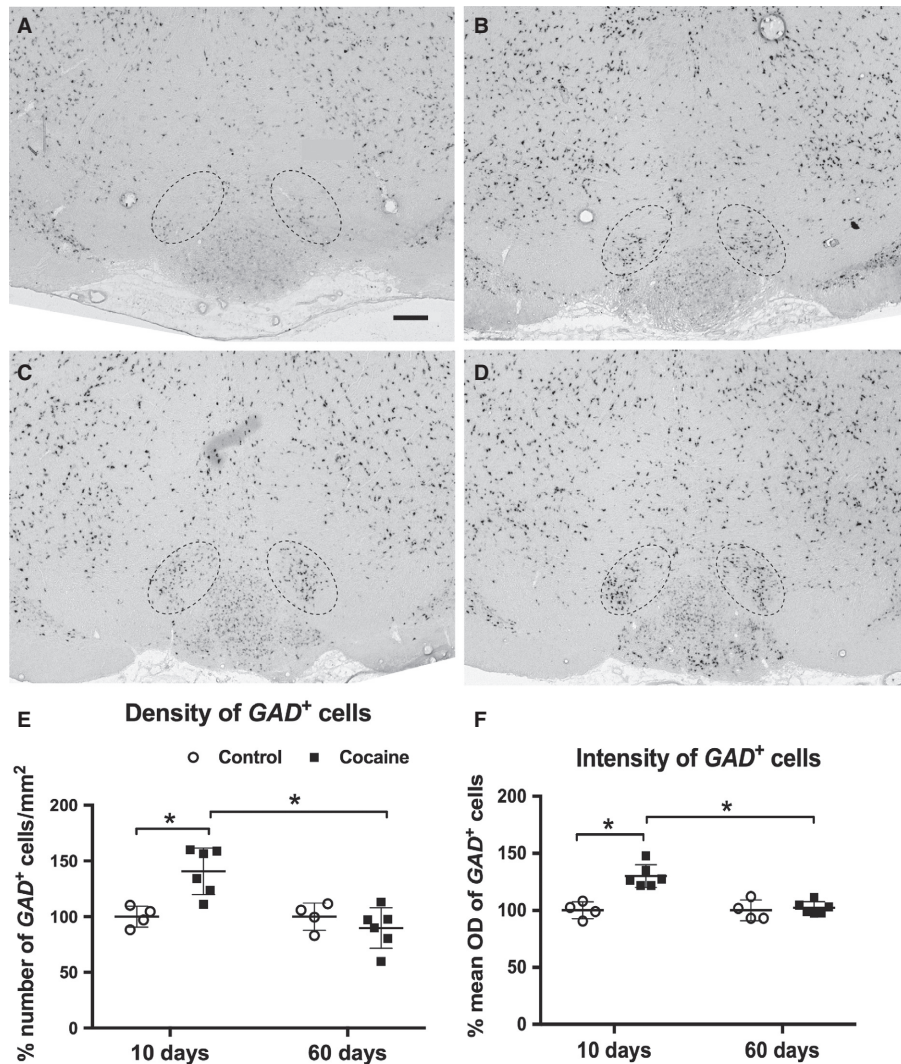 A
B
C
D
E
Density of GAD+ cells
Control
Cocaine
% number of GAD+ cells/mm2
200
150
100
50
0
*
*
10 days
60 days
F
Intensity of GAD+ cells
% mean OD of GAD+ cells
200
150
100
50
0
*
*
10 days
60 days